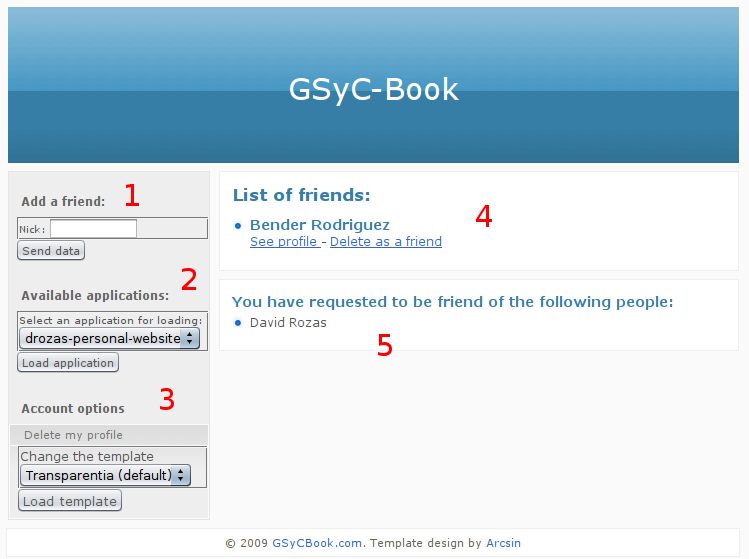 GSyC-Book
Add a friend: 1
Nick:
Send data
2
Available applications:
Select an application for loading:
drozas-personal-website
Load application
Account options 3
Delete my profile
Change the template
Transparentia (default)
Load template
List of friends:
Bender Rodriguez 4
See profile - Delete as a friend
You have requested to be friend of the following people:
David Rozas
5
© 2009 GSyCBook.com. Template design by Arcsin